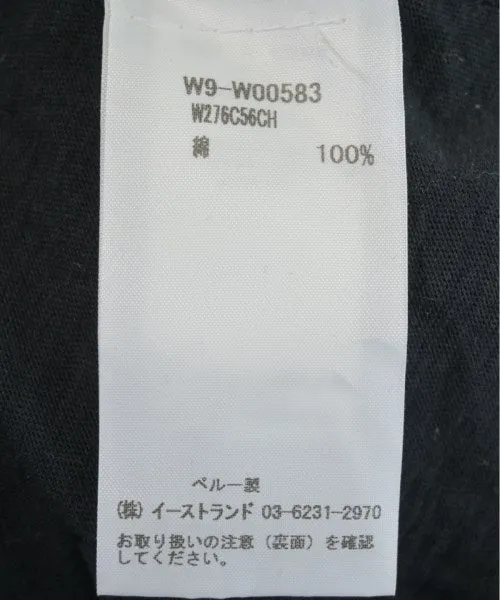 W9-W00583
W276C56CH
綿 100%
ペルー製
(株) イーストランド 03-6231-2970
お取り扱いの注意(裏面)を確認
してください。